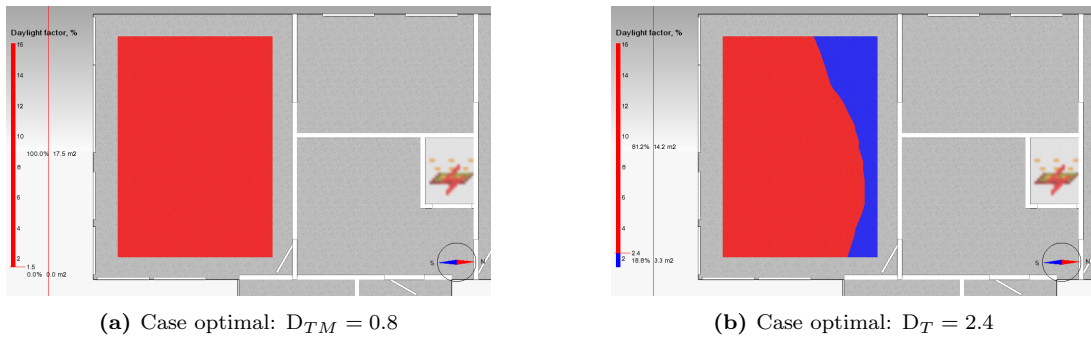 Daylight factor, %
16
14
12
10
100.0% 17.5 m2
8
6
4
2
1.5
0.0% 0.0 m2
S
N
(a) Case optimal: D_TM = 0.8
Daylight factor, %
16
14
12
10
81.2% 14.2 m2
8
6
4
2.4
2
18.8% 3.3 m2
S
N
(b) Case optimal: D_T = 2.4